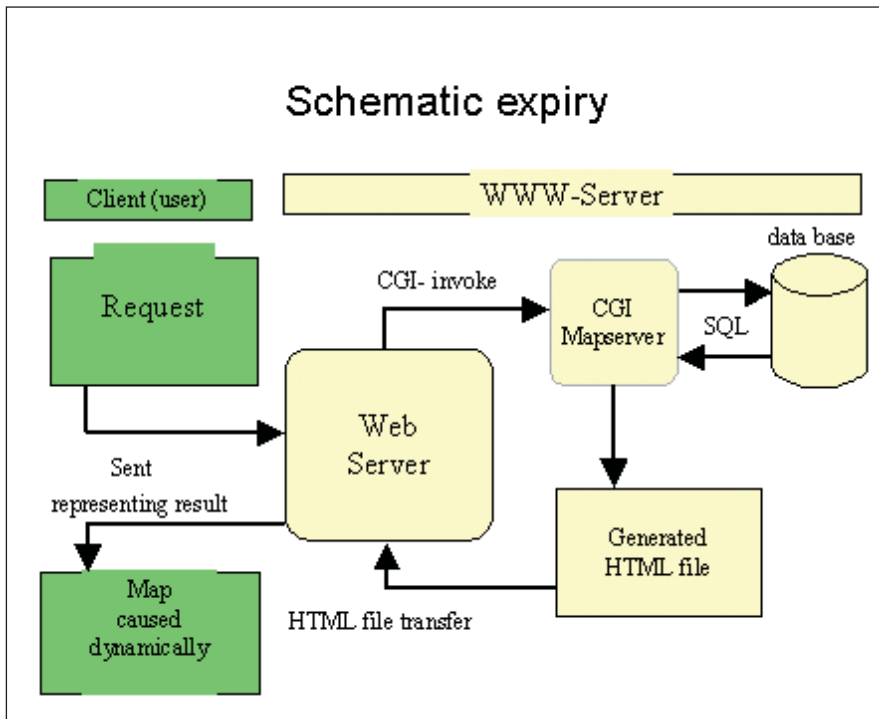 Schematic expiry
Client (user)
WWW-Server
data base
Request
CGI- invoke
CGI
Mapserver
SQL
Web
Server
Sent
representing result
Generated
HTML file
Map
caused
dynamically
HTML file transfer